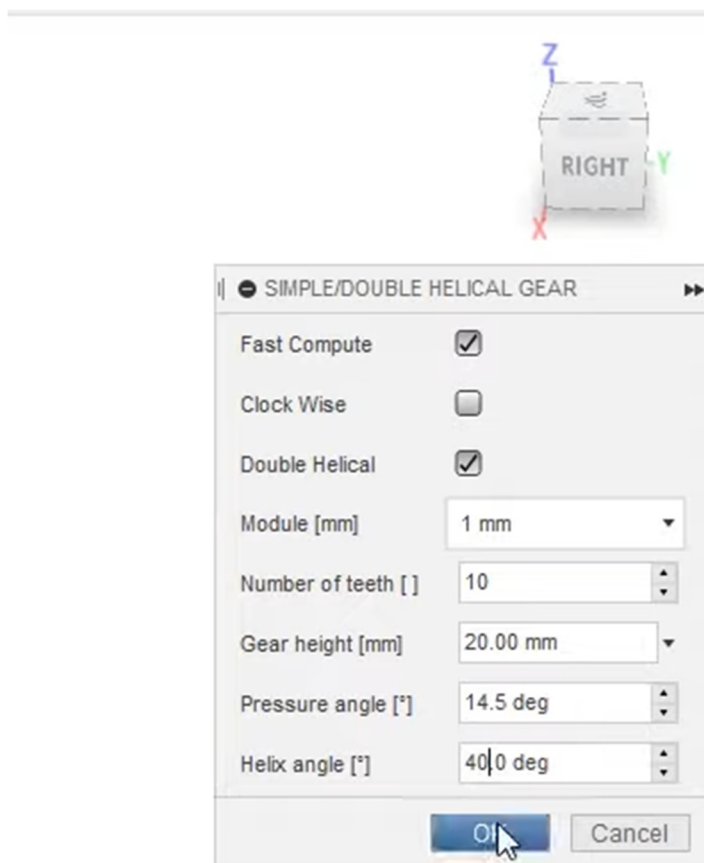 Z
RIGHT
Y
X
SIMPLE/DOUBLE HELICAL GEAR
Fast Compute
Clock Wise
Double Helical
Module [mm] 1 mm
Number of teeth [ ] 10
Gear height [mm] 20.00 mm
Pressure angle [°] 14.5 deg
Helix angle [°] 40.0 deg
OK Cancel